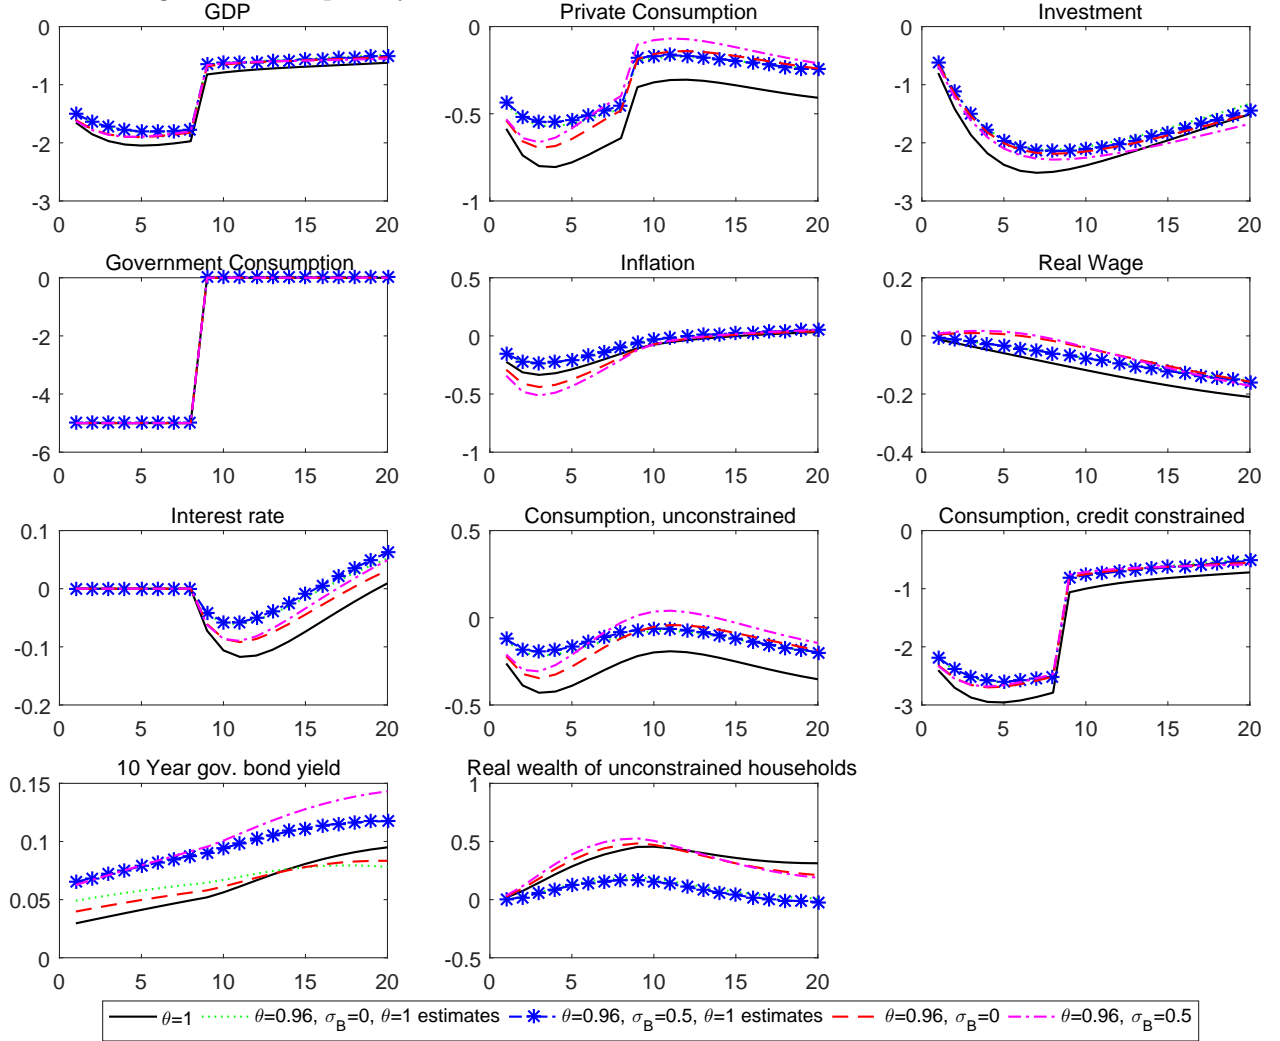 GDP
Private Consumption
Investment
0
-1
-2
-3
0 5 10 15 20
0
-0.5
-1
0 5 10 15 20
0
-1
-2
-3
0 5 10 15 20
Government Consumption
Inflation
Real Wage
0
-2
-4
-6
0 5 10 15 20
0.5
0
-0.5
-1
0 5 10 15 20
0.2
0
-0.2
-0.4
0 5 10 15 20
Interest rate
Consumption, unconstrained
Consumption, credit constrained
0.1
0
-0.1
-0.2
0 5 10 15 20
0.5
0
-0.5
0 5 10 15 20
0
-1
-2
-3
0 5 10 15 20
10 Year gov. bond yield
Real wealth of unconstrained households
0.15
0.1
0.05
0
0 5 10 15 20
1
0.5
0
-0.5
0 5 10 15 20
θ=1 θ=0.96, σ_B=0, θ=1 estimates θ=0.96, σ_B=0.5, θ=1 estimates θ=0.96, σ_B=0 θ=0.96, σ_B=0.5